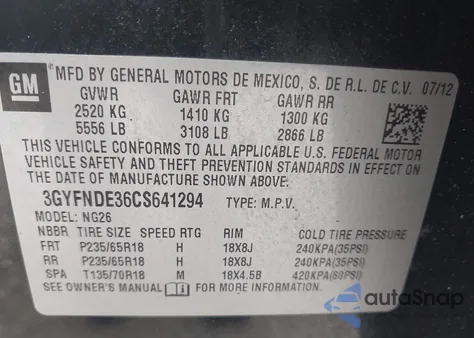 GM
MFD BY GENERAL MOTORS DE MEXICO, S. DE R.L. DE C.V. 07/12
GVWR GAWR FRT GAWR RR
2520 KG 1410 KG 1300 KG
5556 LB 3108 LB 2866 LB
THIS VEHICLE CONFORMS TO ALL APPLICABLE U.S. FEDERAL MOTOR
VEHICLE SAFETY AND THEFT PREVENTION STANDARDS IN EFFECT ON
THE DATE OF MANUFACTURE SHOWN ABOVE.
3GYFNDE36CS641294 TYPE: M.P.V.
MODEL: NG26
NBBR TIRE SIZE SPEED RTG RIM COLD TIRE PRESSURE
FRT P235/65R18 H 18X8J 240KPA(35PSI)
RR P235/65R18 H 18X8J 240KPA(35PSI)
SPA T135/70R18 M 18X4.5B 420KPA(60PSI)
SEE OWNER'S MANUAL FOR MORE INFORMATION.
autoSnap